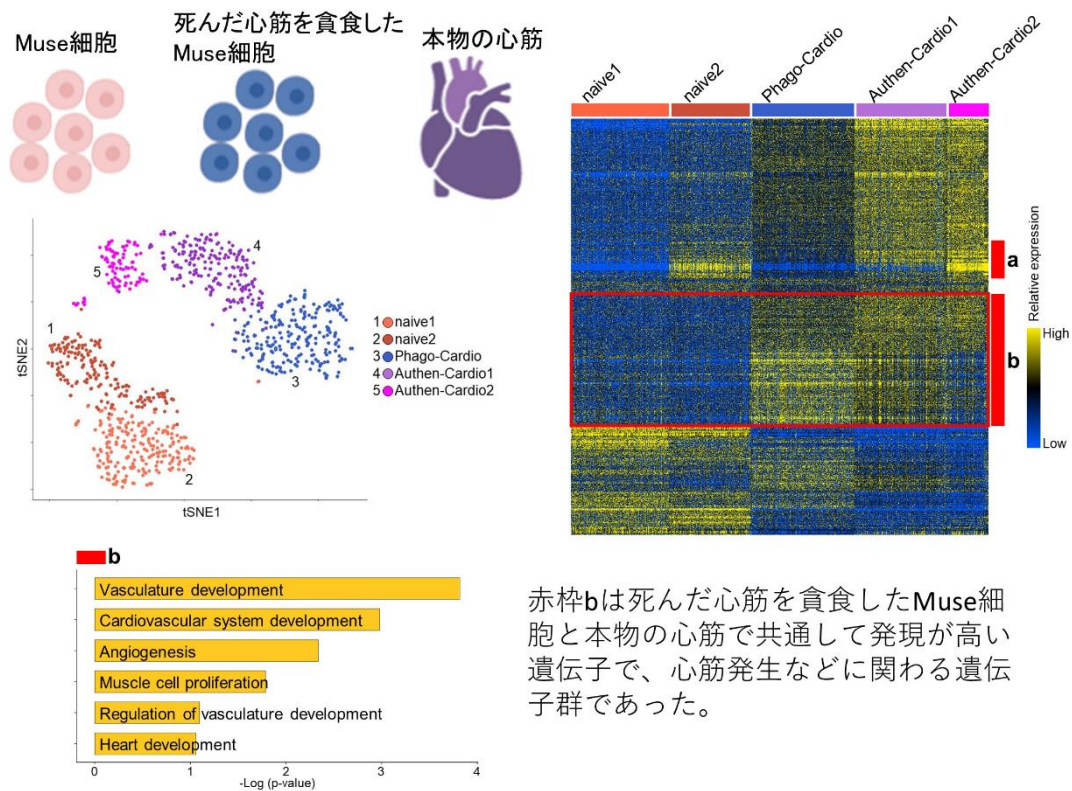 Muse細胞
死んだ心筋を貪食した
Muse細胞
本物の心筋
naive1
naive2
Phago-Cardio
Authen-Cardio1
Authen-Cardio2
a
b
Relative expression
High
Low
tSNE2
tSNE1
5
4
1
3
2
1 naive1
2 naive2
3 Phago-Cardio
4 Authen-Cardio1
5 Authen-Cardio2
b
Vasculature development
Cardiovascular system development
Angiogenesis
Muscle cell proliferation
Regulation of vasculature development
Heart development
0 1 2 3 4
-Log (p-value)
赤枠bは死んだ心筋を貪食したMuse細
胞と本物の心筋で共通して発現が高い
遺伝子で、心筋発生などに関わる遺伝
子群であった。